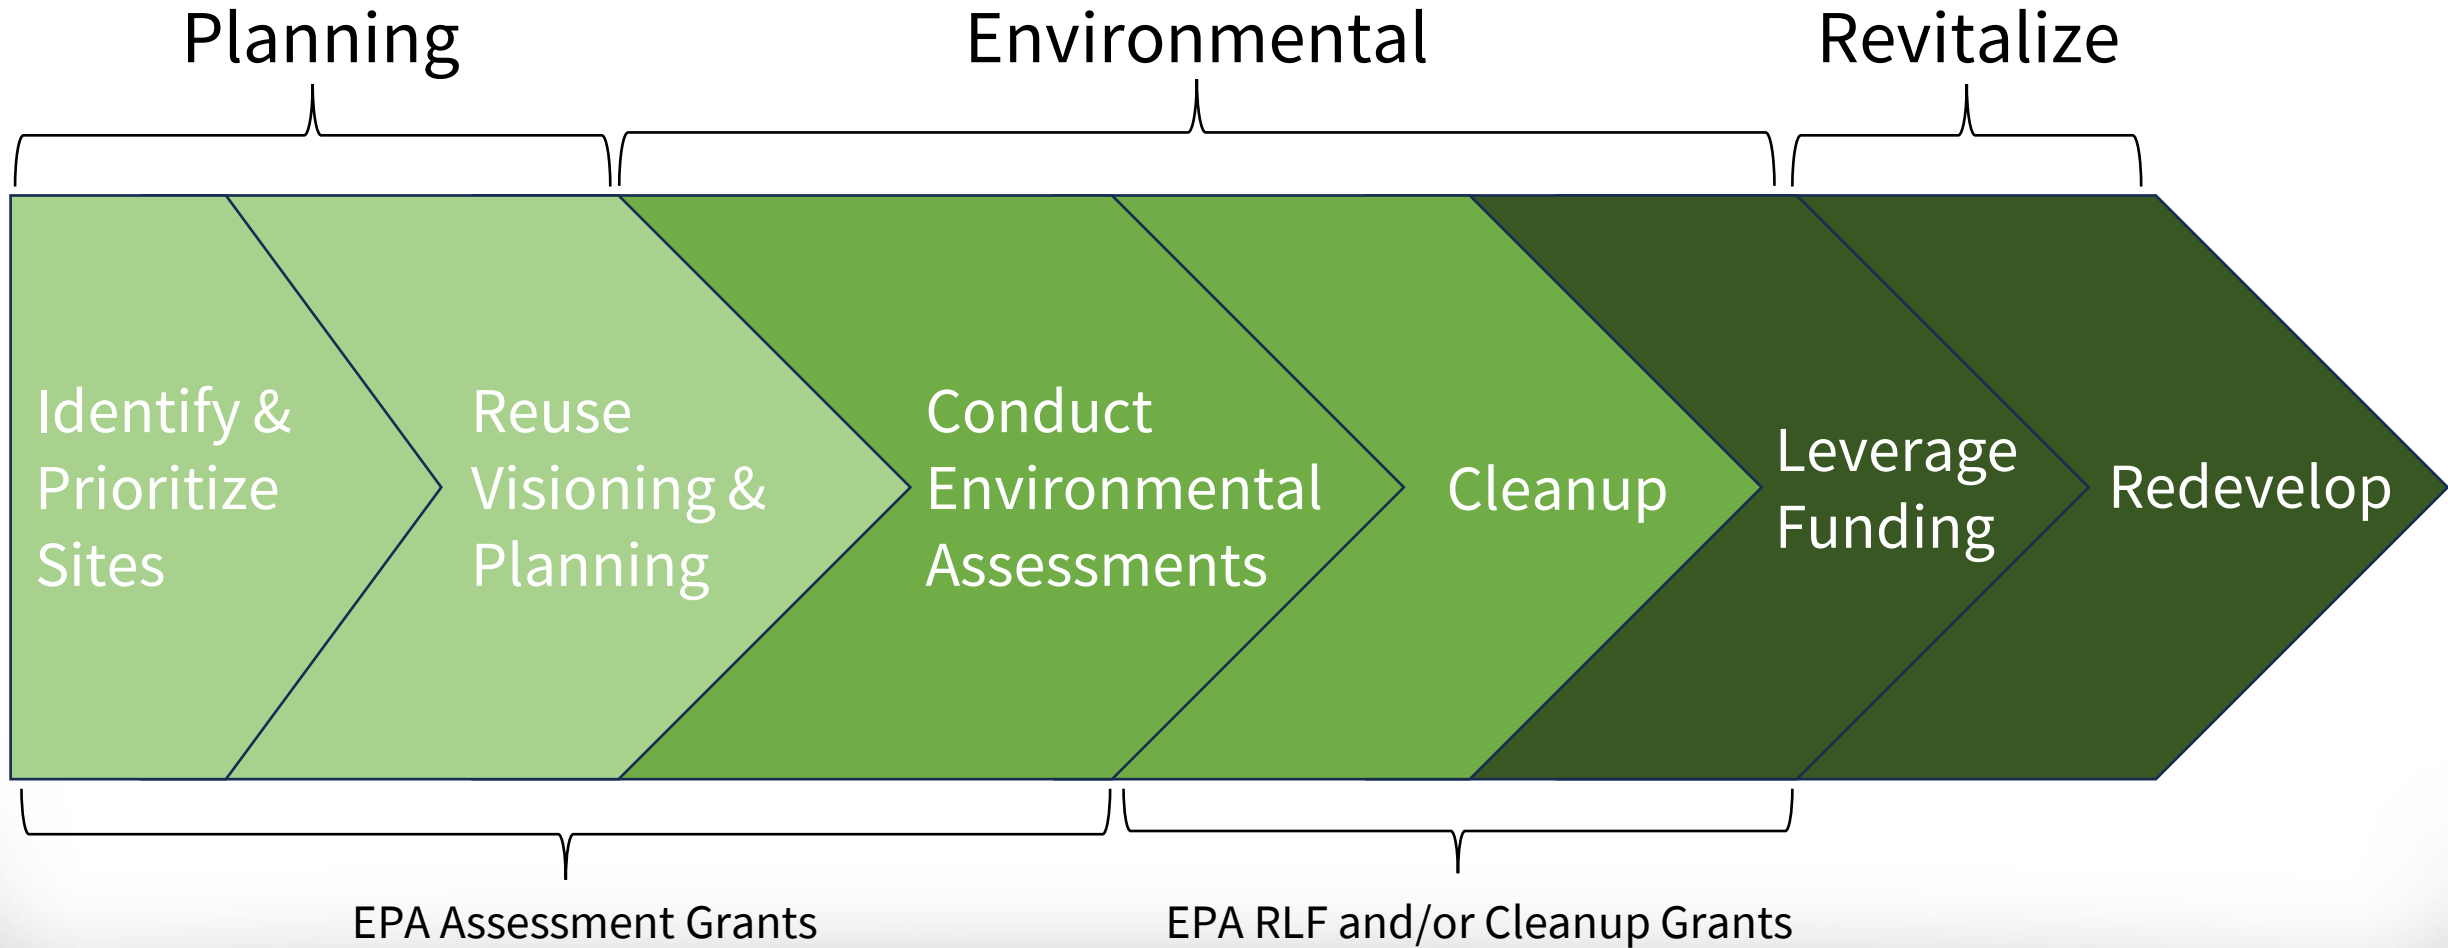 Planning
Environmental
Revitalize
Identify &
Prioritize
Sites
Reuse
Visioning &
Planning
Conduct
Environmental
Assessments
Cleanup
Leverage
Funding
Redevelop
EPA Assessment Grants
EPA RLF and/or Cleanup Grants